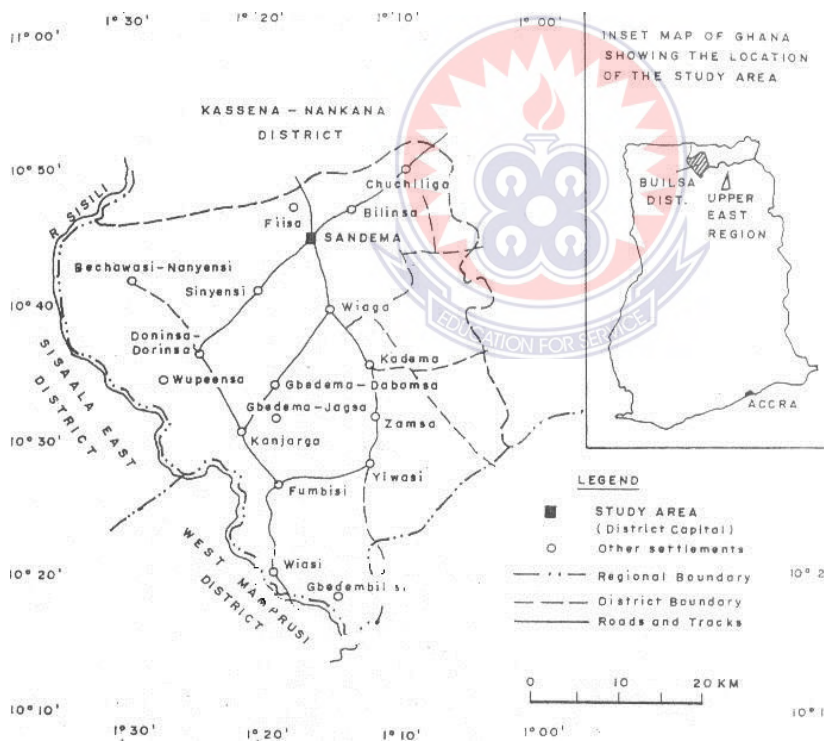 1° 30'
1° 20'
1° 10'
1° 00'
11° 00'
INSET MAP OF GHANA
SHOWING THE LOCATION
OF THE STUDY AREA
KASSENA – NANKANA
DISTRICT
10° 50'
R. SISILI
Chuchiliga
Bilinsa
Fiisa
SANDEMA
BUILSA
DIST.
UPPER
EAST
REGION
Bechawasi-Nanyensi
Sinyensi
10° 40'
Wiaga
EDUCATION FOR SERVICE
Doninsa-
Dorinsa
Kadema
SISAALA EAST
DISTRICT
Wupeensa
Gbedema-Dabomsa
Gbedema-Jagsa
Zamsa
ACCRA
10° 30'
Kanjarga
Yiwasi
Fumbisi
LEGEND
STUDY AREA
(District Capital)
Other settlements
WEST MAMPRUSI
DISTRICT
10° 20'
Wiasi
Gbedembilsi
Regional Boundary
10° 2
District Boundary
Roads and Tracks
0 10 20 KM
10° 10'
10° 1
1° 30'
1° 20'
1° 10'
1° 00'